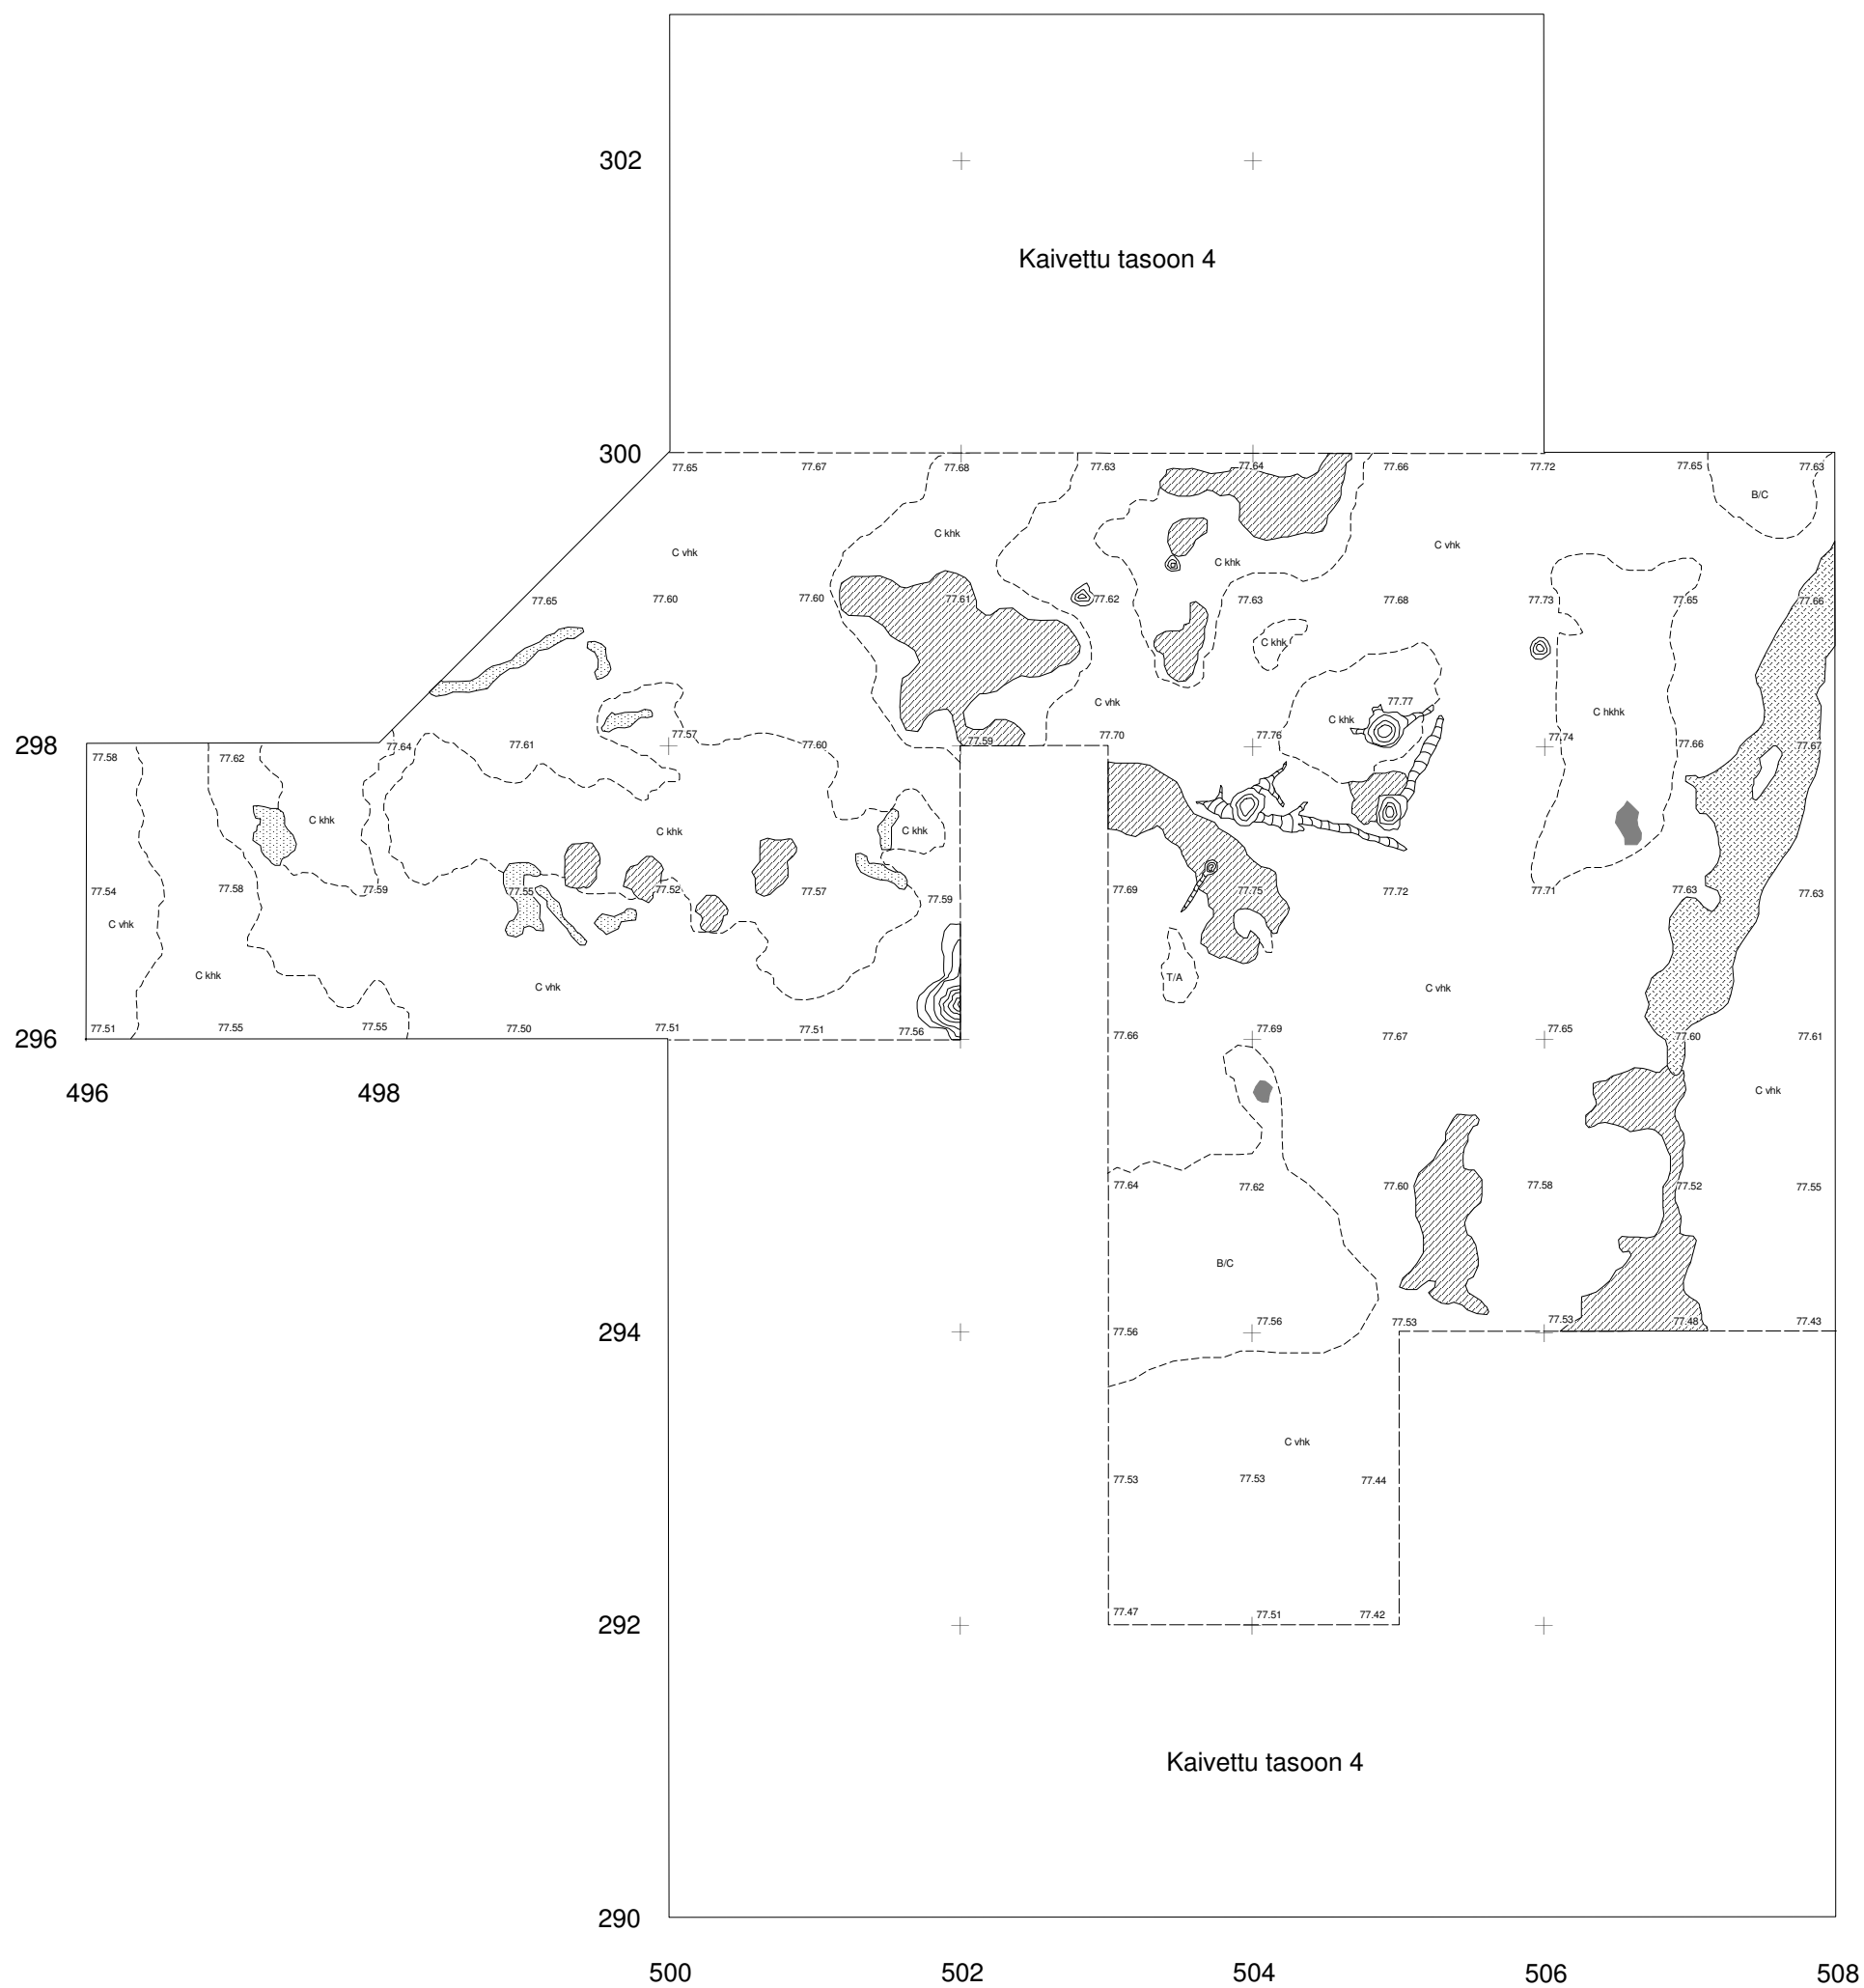 302
Kaivettu tasoon 4
300
77.65 77.67 77.68 77.63 77.64 77.66 77.72 77.65 77.63
B/C
C khk
C vhk C vhk
C khk
77.65 77.60 77.60 77.61 77.62 77.63 77.68 77.73 77.65 77.66
C khk
C vhk 77.77
C khk C hkhk
298
77.58 77.62 77.64 77.61 77.57 77.60 77.59 77.70 77.76 77.74 77.66 77.67
C khk C khk C khk
77.54 77.58 77.59 77.55 77.52 77.57 77.59 77.69 77.75 77.72 77.71 77.63 77.63
C vhk
C khk C vhk T/A C vhk
296
77.51 77.55 77.55 77.50 77.51 77.51 77.56 77.66 77.69 77.67 77.65 77.60 77.61
496 498
C vhk
77.64 77.62 77.60 77.58 77.52 77.55
B/C
294
77.56 77.56 77.53 77.53 77.48 77.43
C vhk
77.53 77.53 77.44
292
77.47 77.51 77.42
Kaivettu tasoon 4
290
500 502 504 506 508